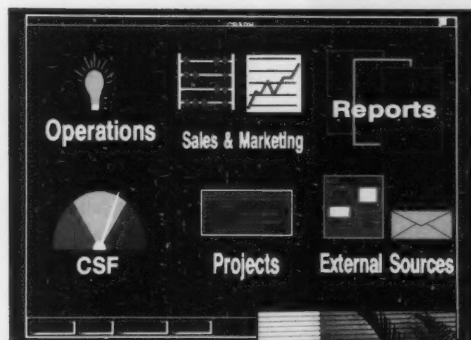 Operations
Sales & Marketing
Reports
CSF
Projects
External Sources